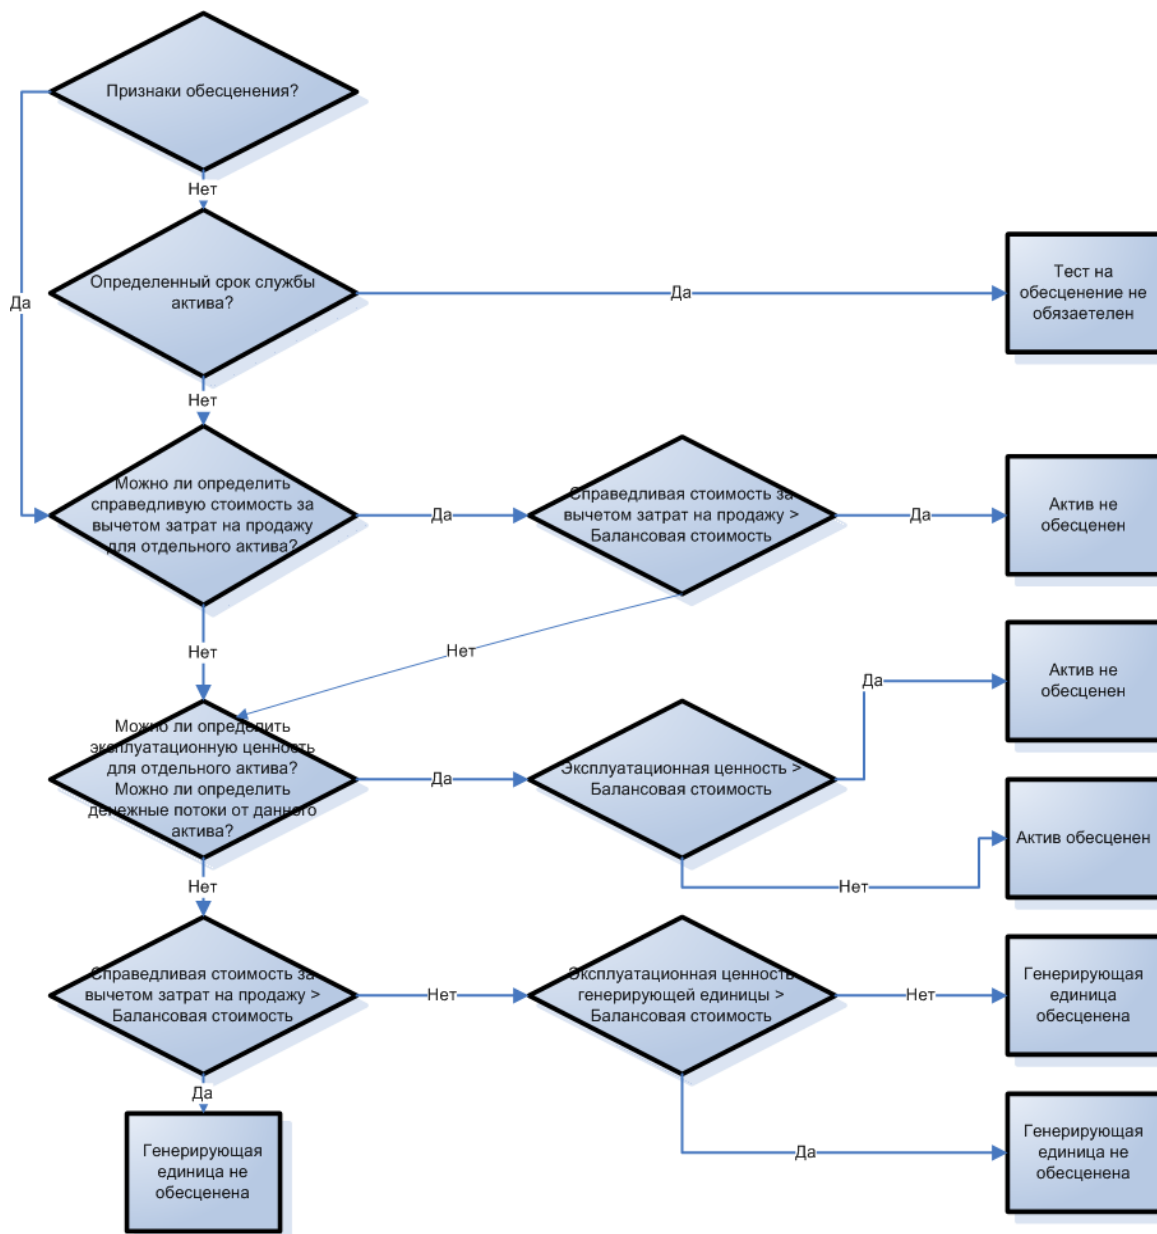 Признаки обесценения?
Нет
Определенный срок службы
актива?
Да
Да
Тест на
обесценение не
обязаетелен
Нет
Можно ли определить
справедливую стоимость за
вычетом затрат на продажу
для отдельного актива?
Да
Справедливая стоимость за
вычетом затрат на продажу >
Балансовая стоимость
Да
Актив не
обесценен
Нет
Нет
Можно ли определить
эксплуатационную ценность
для отдельного актива?
Можно ли определить
денежные потоки от данного
актива?
Да
Эксплуатационная ценность >
Балансовая стоимость
Да
Актив не
обесценен
Нет
Актив обесценен
Нет
Справедливая стоимость за
вычетом затрат на продажу >
Балансовая стоимость
Нет
Эксплуатационная ценность
генерирующей единицы >
Балансовая стоимость
Нет
Генерирующая
единица
обесценена
Да
Генерирующая
единица не
обесценена
Да
Генерирующая
единица не
обесценена